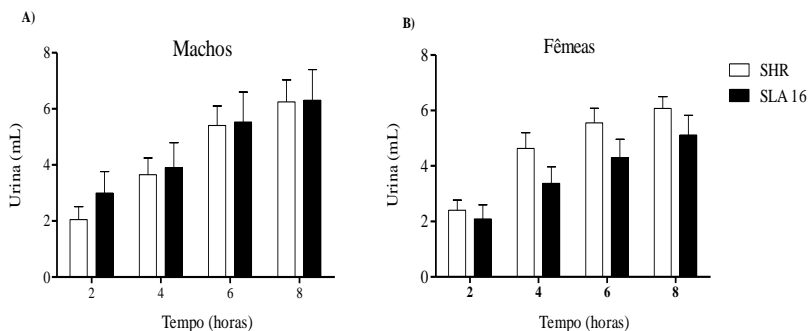 A)
Machos
Urina (mL)
8
6
4
2
0
2 4 6 8
Tempo (horas)
B)
Fêmeas
Urina (mL)
8
6
4
2
0
2 4 6 8
Tempo (horas)
SHR
SLA 16